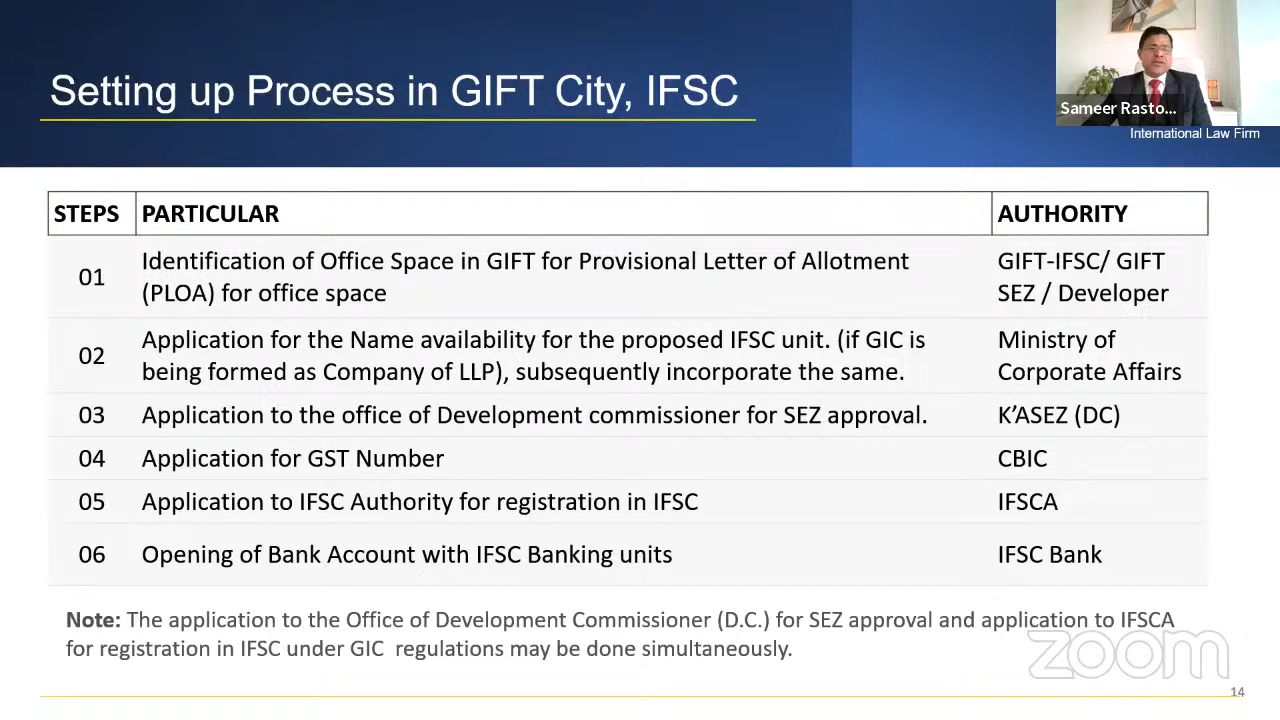 Setting up Process in GIFT City, IFSC
Sameer Rasto...
International Law Firm
STEPS PARTICULAR AUTHORITY
01 Identification of Office Space in GIFT for Provisional Letter of Allotment (PLOA) for office space GIFT-IFSC/ GIFT SEZ / Developer
02 Application for the Name availability for the proposed IFSC unit. (if GIC is being formed as Company of LLP), subsequently incorporate the same. Ministry of Corporate Affairs
03 Application to the office of Development commissioner for SEZ approval. K’ASEZ (DC)
04 Application for GST Number CBIC
05 Application to IFSC Authority for registration in IFSC IFSCA
06 Opening of Bank Account with IFSC Banking units IFSC Bank
Note: The application to the Office of Development Commissioner (D.C.) for SEZ approval and application to IFSCA
for registration in IFSC under GIC regulations may be done simultaneously.
zoom
14